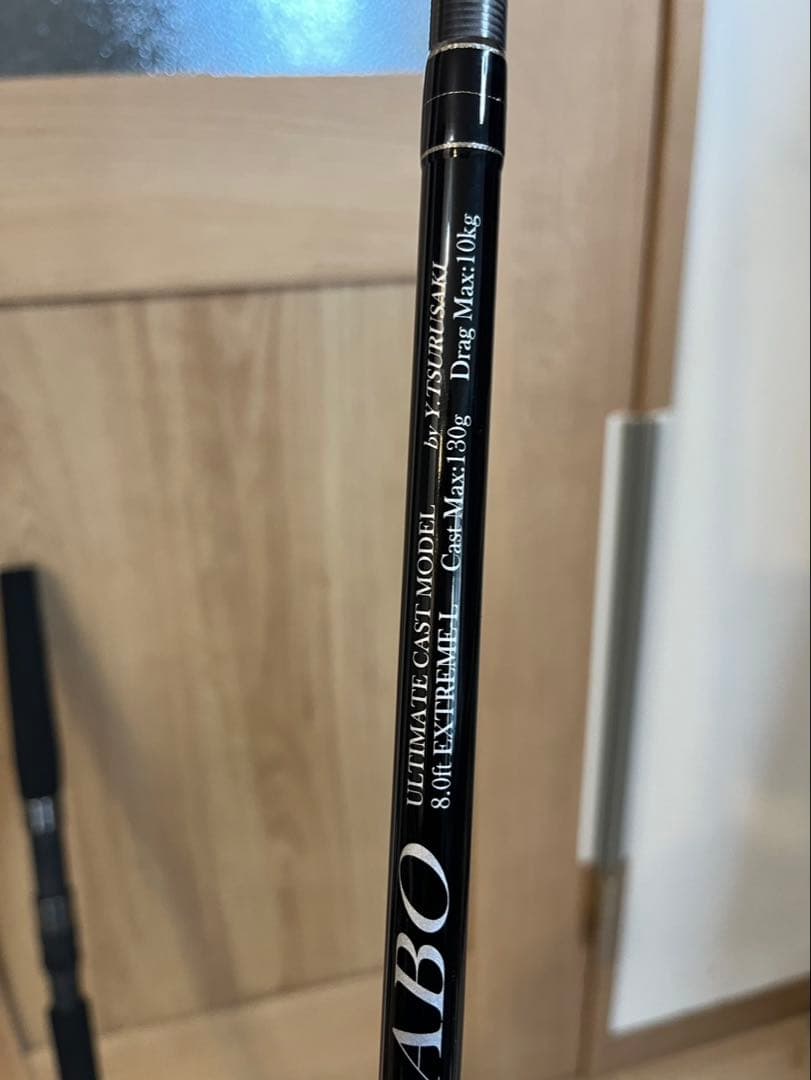 ULTIMATE CAST MODEL by Y.TSURUSAKI
8.0ft EXTREME L Cast Max:130g Drag Max:10kg
ABO